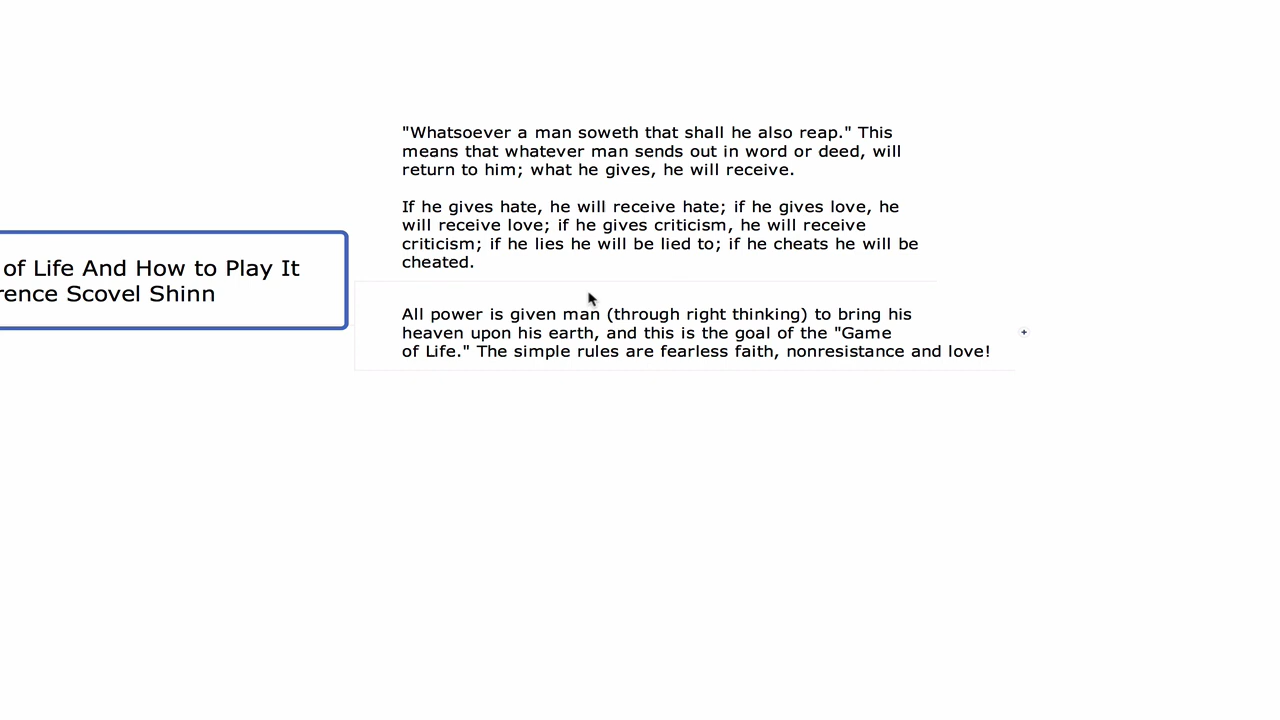 "Whatsoever a man soweth that shall he also reap." This
means that whatever man sends out in word or deed, will
return to him; what he gives, he will receive.
If he gives hate, he will receive hate; if he gives love, he
will receive love; if he gives criticism, he will receive
criticism; if he lies he will be lied to; if he cheats he will be
cheated.
of Life And How to Play It
rence Scovel Shinn
All power is given man (through right thinking) to bring his
heaven upon his earth, and this is the goal of the "Game
of Life." The simple rules are fearless faith, nonresistance and love!